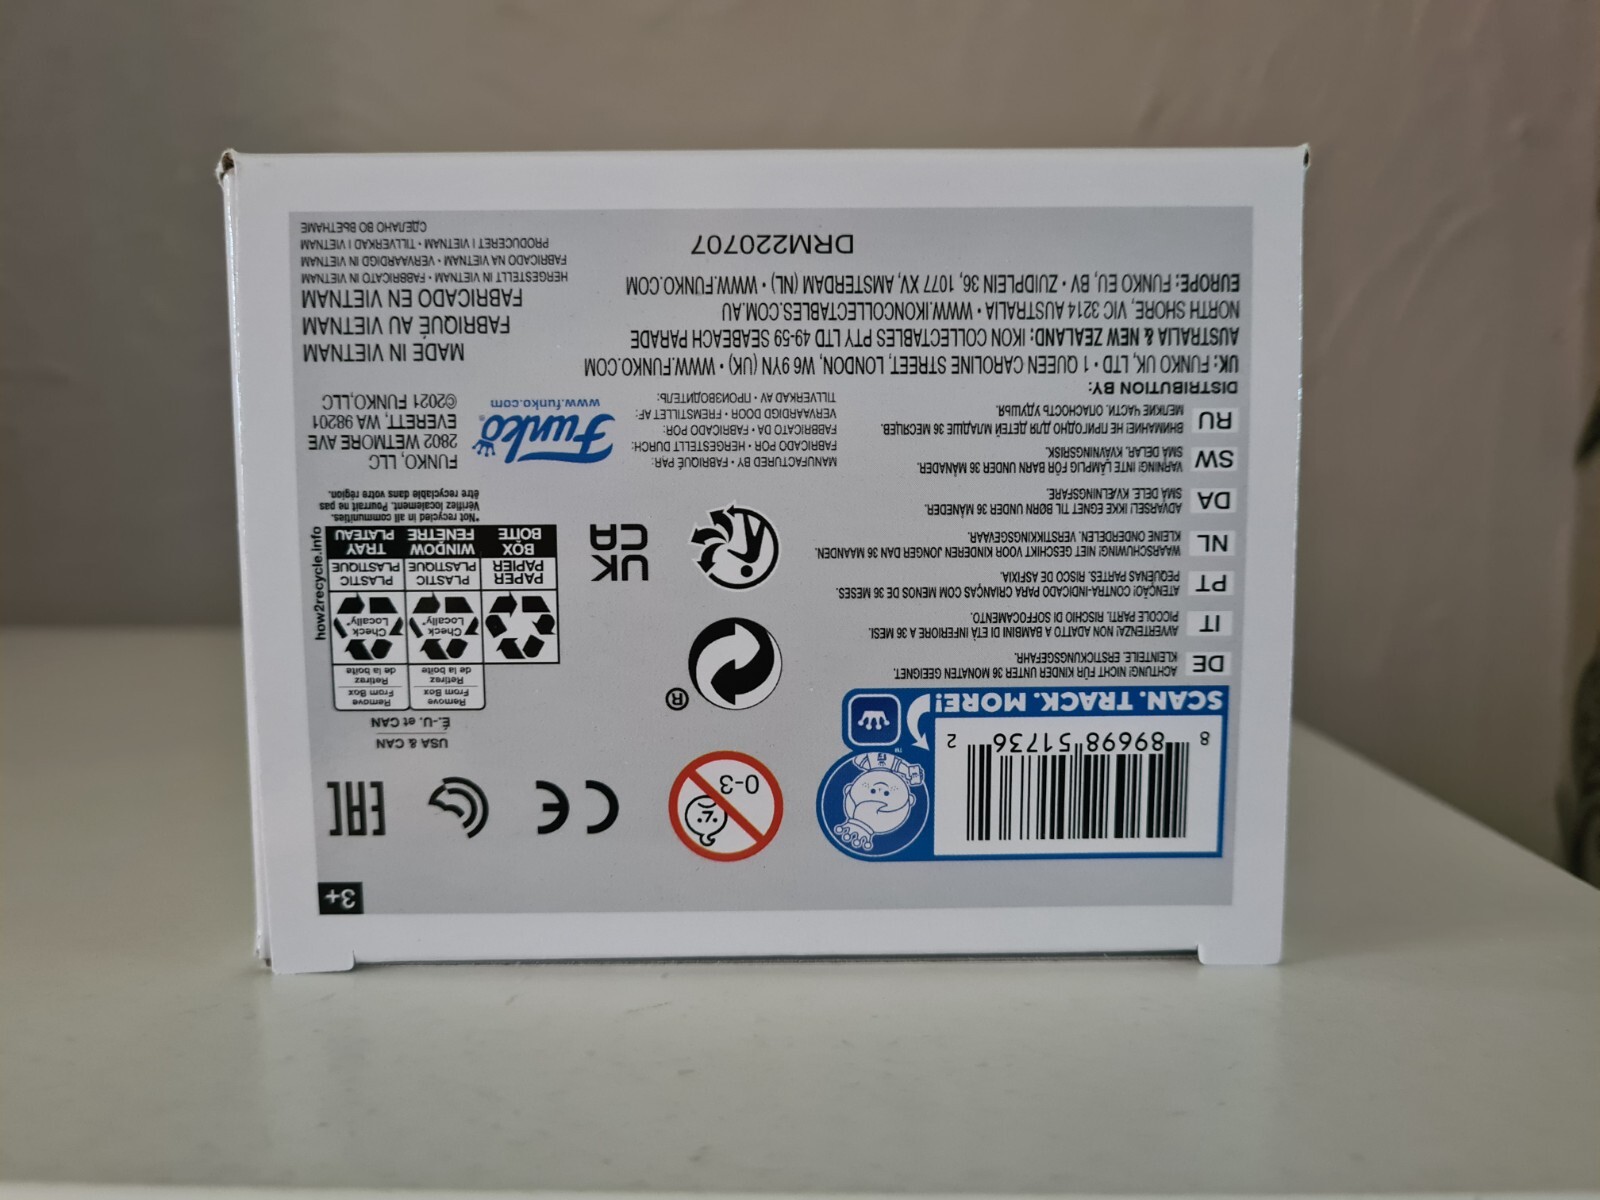 3+
8 89698 51736 2
SCAN. TRACK. MORE!
TM
0-3
CE
EAC
USA & CAN
É.-U. et CAN
Remove
From Box
Retirez
de la boîte
Remove
From Box
Retirez
de la boîte
Check
Locally*
Check
Locally*
PAPER
PAPIER
PLASTIC
PLASTIQUE
PLASTIC
PLASTIQUE
BOX
BOÎTE
WINDOW
FENÊTRE
TRAY
PLATEAU
how2recycle.info
*Not recycled in all communities.
Vérifiez localement. Pourrait ne pas
être recyclable dans votre région.
®
UK
CA
DE
ACHTUNG! NICHT FÜR KINDER UNTER 36 MONATEN GEEIGNET.
KLEINTEILE. ERSTICKUNGSGEFAHR.
IT
AVVERTENZA! NON ADATTO A BAMBINI DI ETÀ INFERIORE A 36 MESI.
PICCOLE PARTI. RISCHIO DI SOFFOCAMENTO.
PT
ATENÇÃO! CONTRA-INDICADO PARA CRIANÇAS COM MENOS DE 36 MESES.
PEQUENAS PARTES. RISCO DE ASFIXIA.
NL
WAARSCHUWING! NIET GESCHIKT VOOR KINDEREN JONGER DAN 36 MAANDEN.
KLEINE ONDERDELEN. VERSTIKKINGSGEVAAR.
DA
ADVARSEL! IKKE EGNET TIL BØRN UNDER 36 MÅNEDER.
SMÅ DELE. KVÆLNINGSFARE.
SW
VARNING! INTE LÄMPLIG FÖR BARN UNDER 36 MÅNADER.
SMÅ DELAR. KVÄVNINGSRISK.
RU
ВНИМАНИЕ! НЕ ПРИГОДНО ДЛЯ ДЕТЕЙ МЛАДШЕ 36 МЕСЯЦЕВ.
МЕЛКИЕ ЧАСТИ. ОПАСНОСТЬ УДУШЬЯ.
MANUFACTURED BY • FABRIQUÉ PAR:
FABRICADO POR • HERGESTELLT DURCH:
FABBRICATO DA • FABRICADO POR:
VERVAARDIGD DOOR • FREMSTILLET AF:
TILLVERKAD AV • ПРОИЗВОДИТЕЛЬ:
Funko®
www.funko.com
FUNKO, LLC
2802 WETMORE AVE
EVERETT, WA 98201
©2021 FUNKO,LLC
DISTRIBUTION BY:
UK: FUNKO UK, LTD • 1 QUEEN CAROLINE STREET, LONDON, W6 9YN (UK) • WWW.FUNKO.COM
AUSTRALIA & NEW ZEALAND: IKON COLLECTABLES PTY LTD 49-59 SEABEACH PARADE
NORTH SHORE, VIC 3214 AUSTRALIA • WWW.IKONCOLLECTABLES.COM.AU
EUROPE: FUNKO EU, BV • ZUIDPLEIN 36, 1077 XV, AMSTERDAM (NL) • WWW.FUNKO.COM
DRM220707
MADE IN VIETNAM
FABRIQUÉ AU VIETNAM
FABRICADO EN VIETNAM
HERGESTELLT IN VIETNAM • FABBRICATO IN VIETNAM
FABRICADO NA VIETNAM • VERVAARDIGD IN VIETNAM
PRODUCERET I VIETNAM • TILLVERKAD I VIETNAM
СДЕЛАНО ВО ВЬЕТНАМЕ